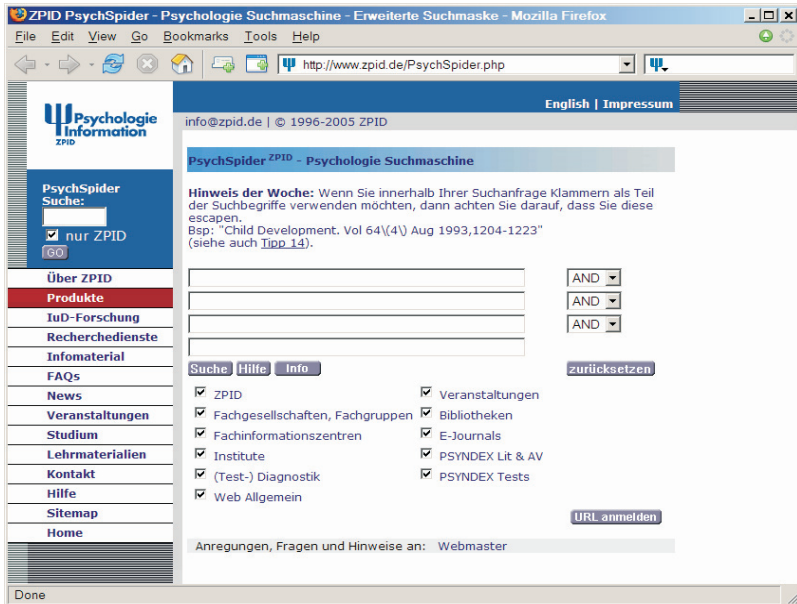 ZPID PsychSpider - Psychologie Suchmaschine - Erweiterte Suchmaske - Mozilla Firefox
File Edit View Go Bookmarks Tools Help
http://www.zpid.de/PsychSpider.php
English | Impressum
Psychologie
Information
ZPID
info@zpid.de | © 1996-2005 ZPID
PsychSpider ZPID - Psychologie Suchmaschine
PsychSpider
Suche:
nur ZPID
GO
Hinweis der Woche: Wenn Sie innerhalb Ihrer Suchanfrage Klammern als Teil
der Suchbegriffe verwenden möchten, dann achten Sie darauf, dass Sie diese
escapen.
Bsp: "Child Development. Vol 64\(4\) Aug 1993,1204-1223"
(siehe auch Tipp 14).
Über ZPID
Produkte
IuD-Forschung
Recherchedienste
Infomaterial
FAQs
News
Veranstaltungen
Studium
Lehrmaterialien
Kontakt
Hilfe
Sitemap
Home
AND
AND
AND
Suche Hilfe Info zurücksetzen
ZPID Veranstaltungen
Fachgesellschaften, Fachgruppen Bibliotheken
Fachinformationszentren E-Journals
Institute PSYNDEX Lit & AV
(Test-) Diagnostik PSYNDEX Tests
Web Allgemein
URL anmelden
Anregungen, Fragen und Hinweise an: Webmaster
Done